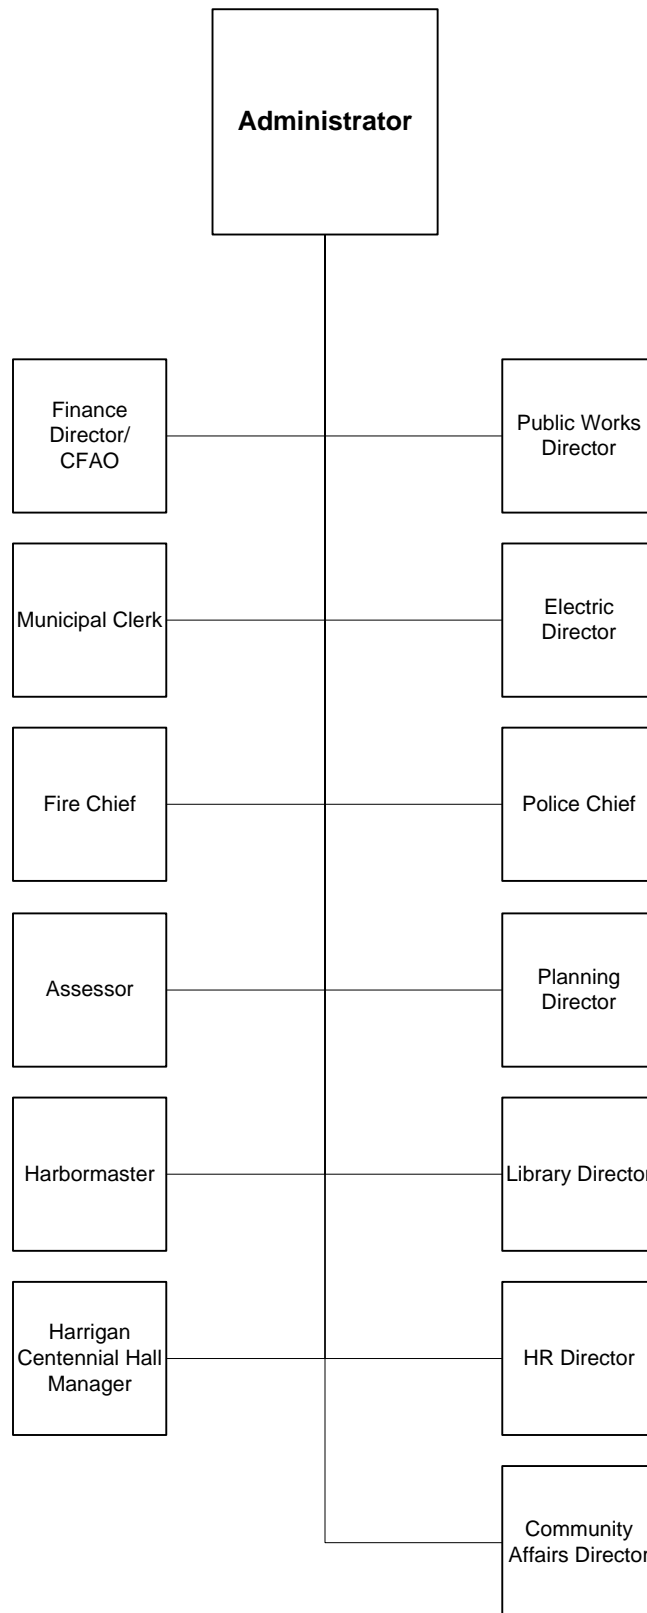 Administrator
Finance
Director/
CFAO
Public Works
Director
Municipal Clerk
Electric
Director
Fire Chief
Police Chief
Assessor
Planning
Director
Harbormaster
Library Director
Harrigan
Centennial Hall
Manager
HR Director
Community
Affairs Director